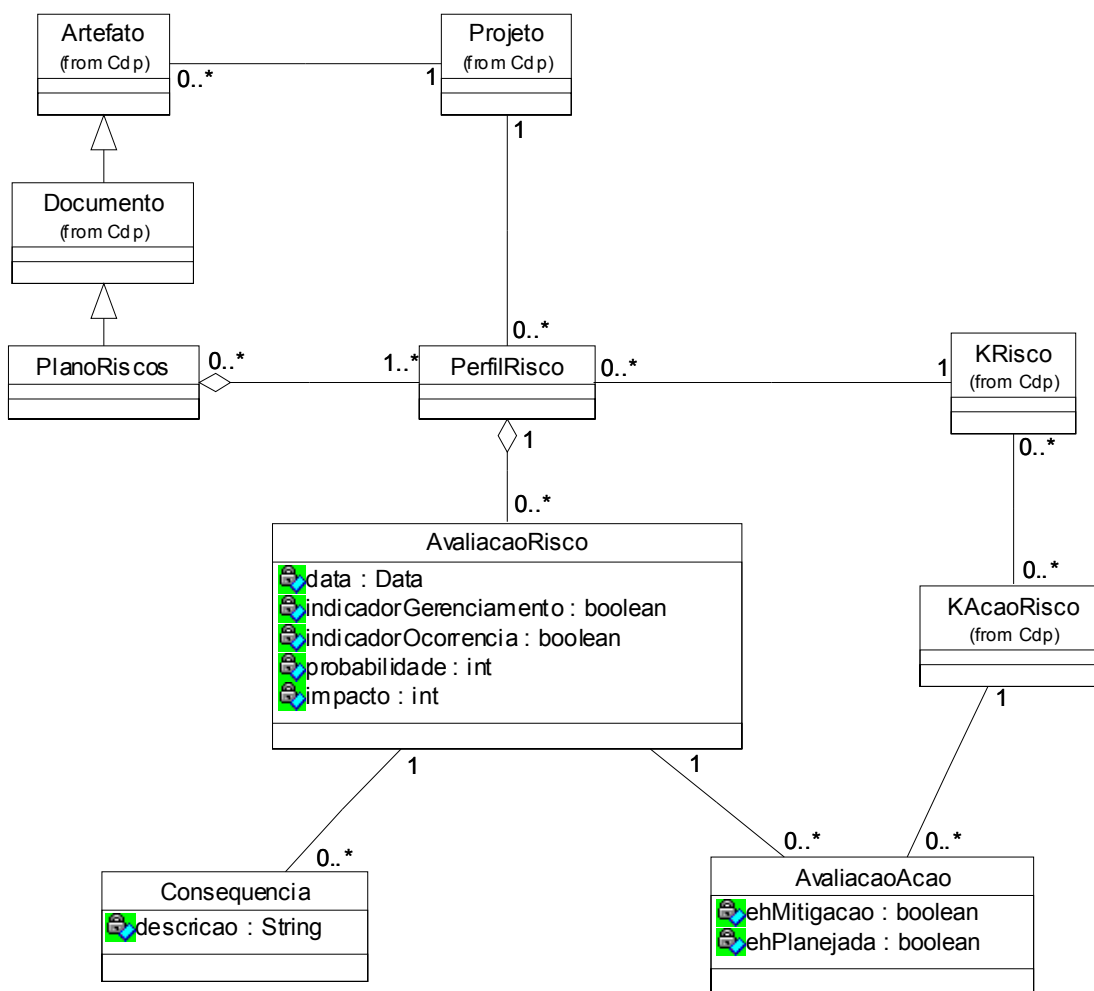 Artefato
(from Cdp)
Projeto
(from Cdp)
0..*
1
1
Documento
(from Cdp)
0..*
PlanoRiscos
0..*
1..*
PerfilRisco
0..*
1
KRisco
(from Cdp)
1
0..*
0..*
AvaliacaoRisco
data : Data
indicadorGerenciamento : boolean
indicadorOcorrencia : boolean
probabilidade : int
impacto : int
0..*
KAcaoRisco
(from Cdp)
1
1
1
0..*
0..*
0..*
Consequencia
descricao : String
AvaliacaoAcao
ehMitigacao : boolean
ehPlanejada : boolean